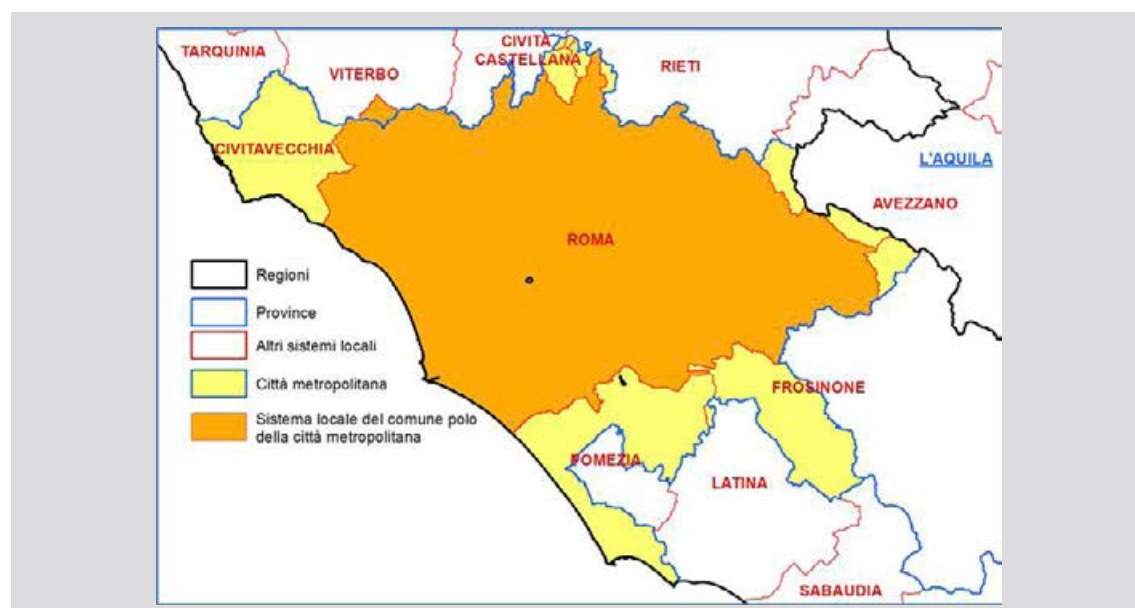 TARQUINIA
VITERBO
CIVITA
CASTELLANA
RIETI
CIVITAVECCHIA
L'AQUILA
AVEZZANO
ROMA
Regioni
Province
Altri sistemi locali
Città metropolitana
Sistema locale del comune polo
della città metropolitana
FROSINONE
FOMEZIA
LATINA
SABAUDIA